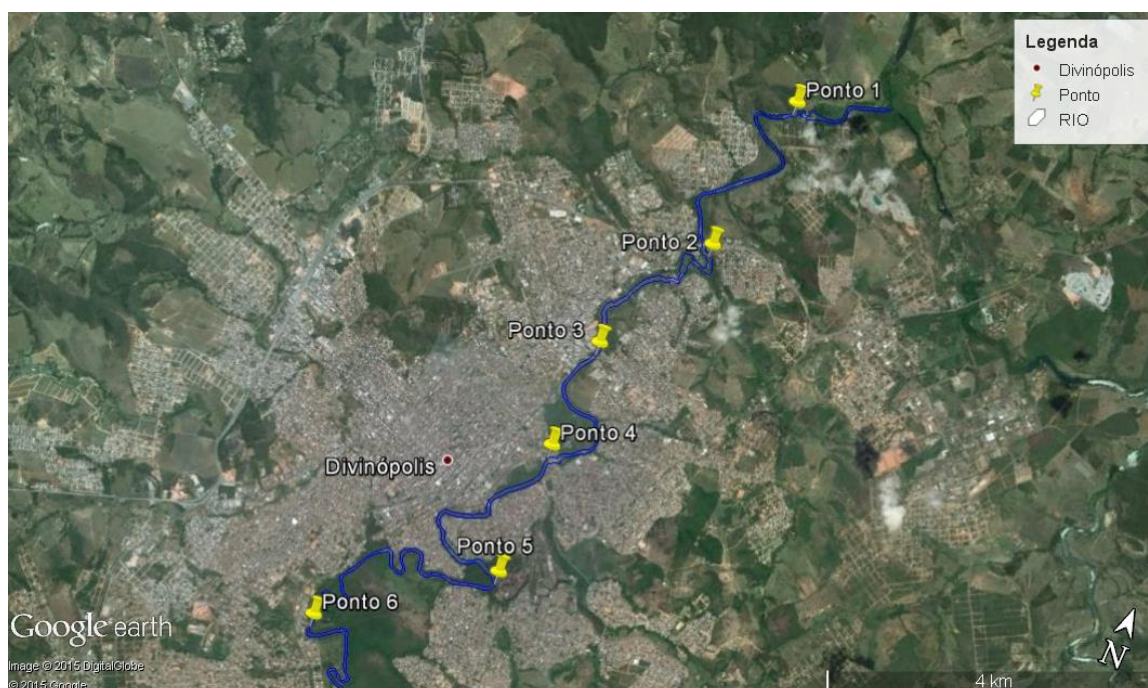 Legenda
Divinópolis
Ponto
RIO
Ponto 1
Ponto 2
Ponto 3
Ponto 4
Divinópolis
Ponto 5
Ponto 6
Google earth
Image © 2015 DigitalGlobe
© 2015 Google
N
4 km